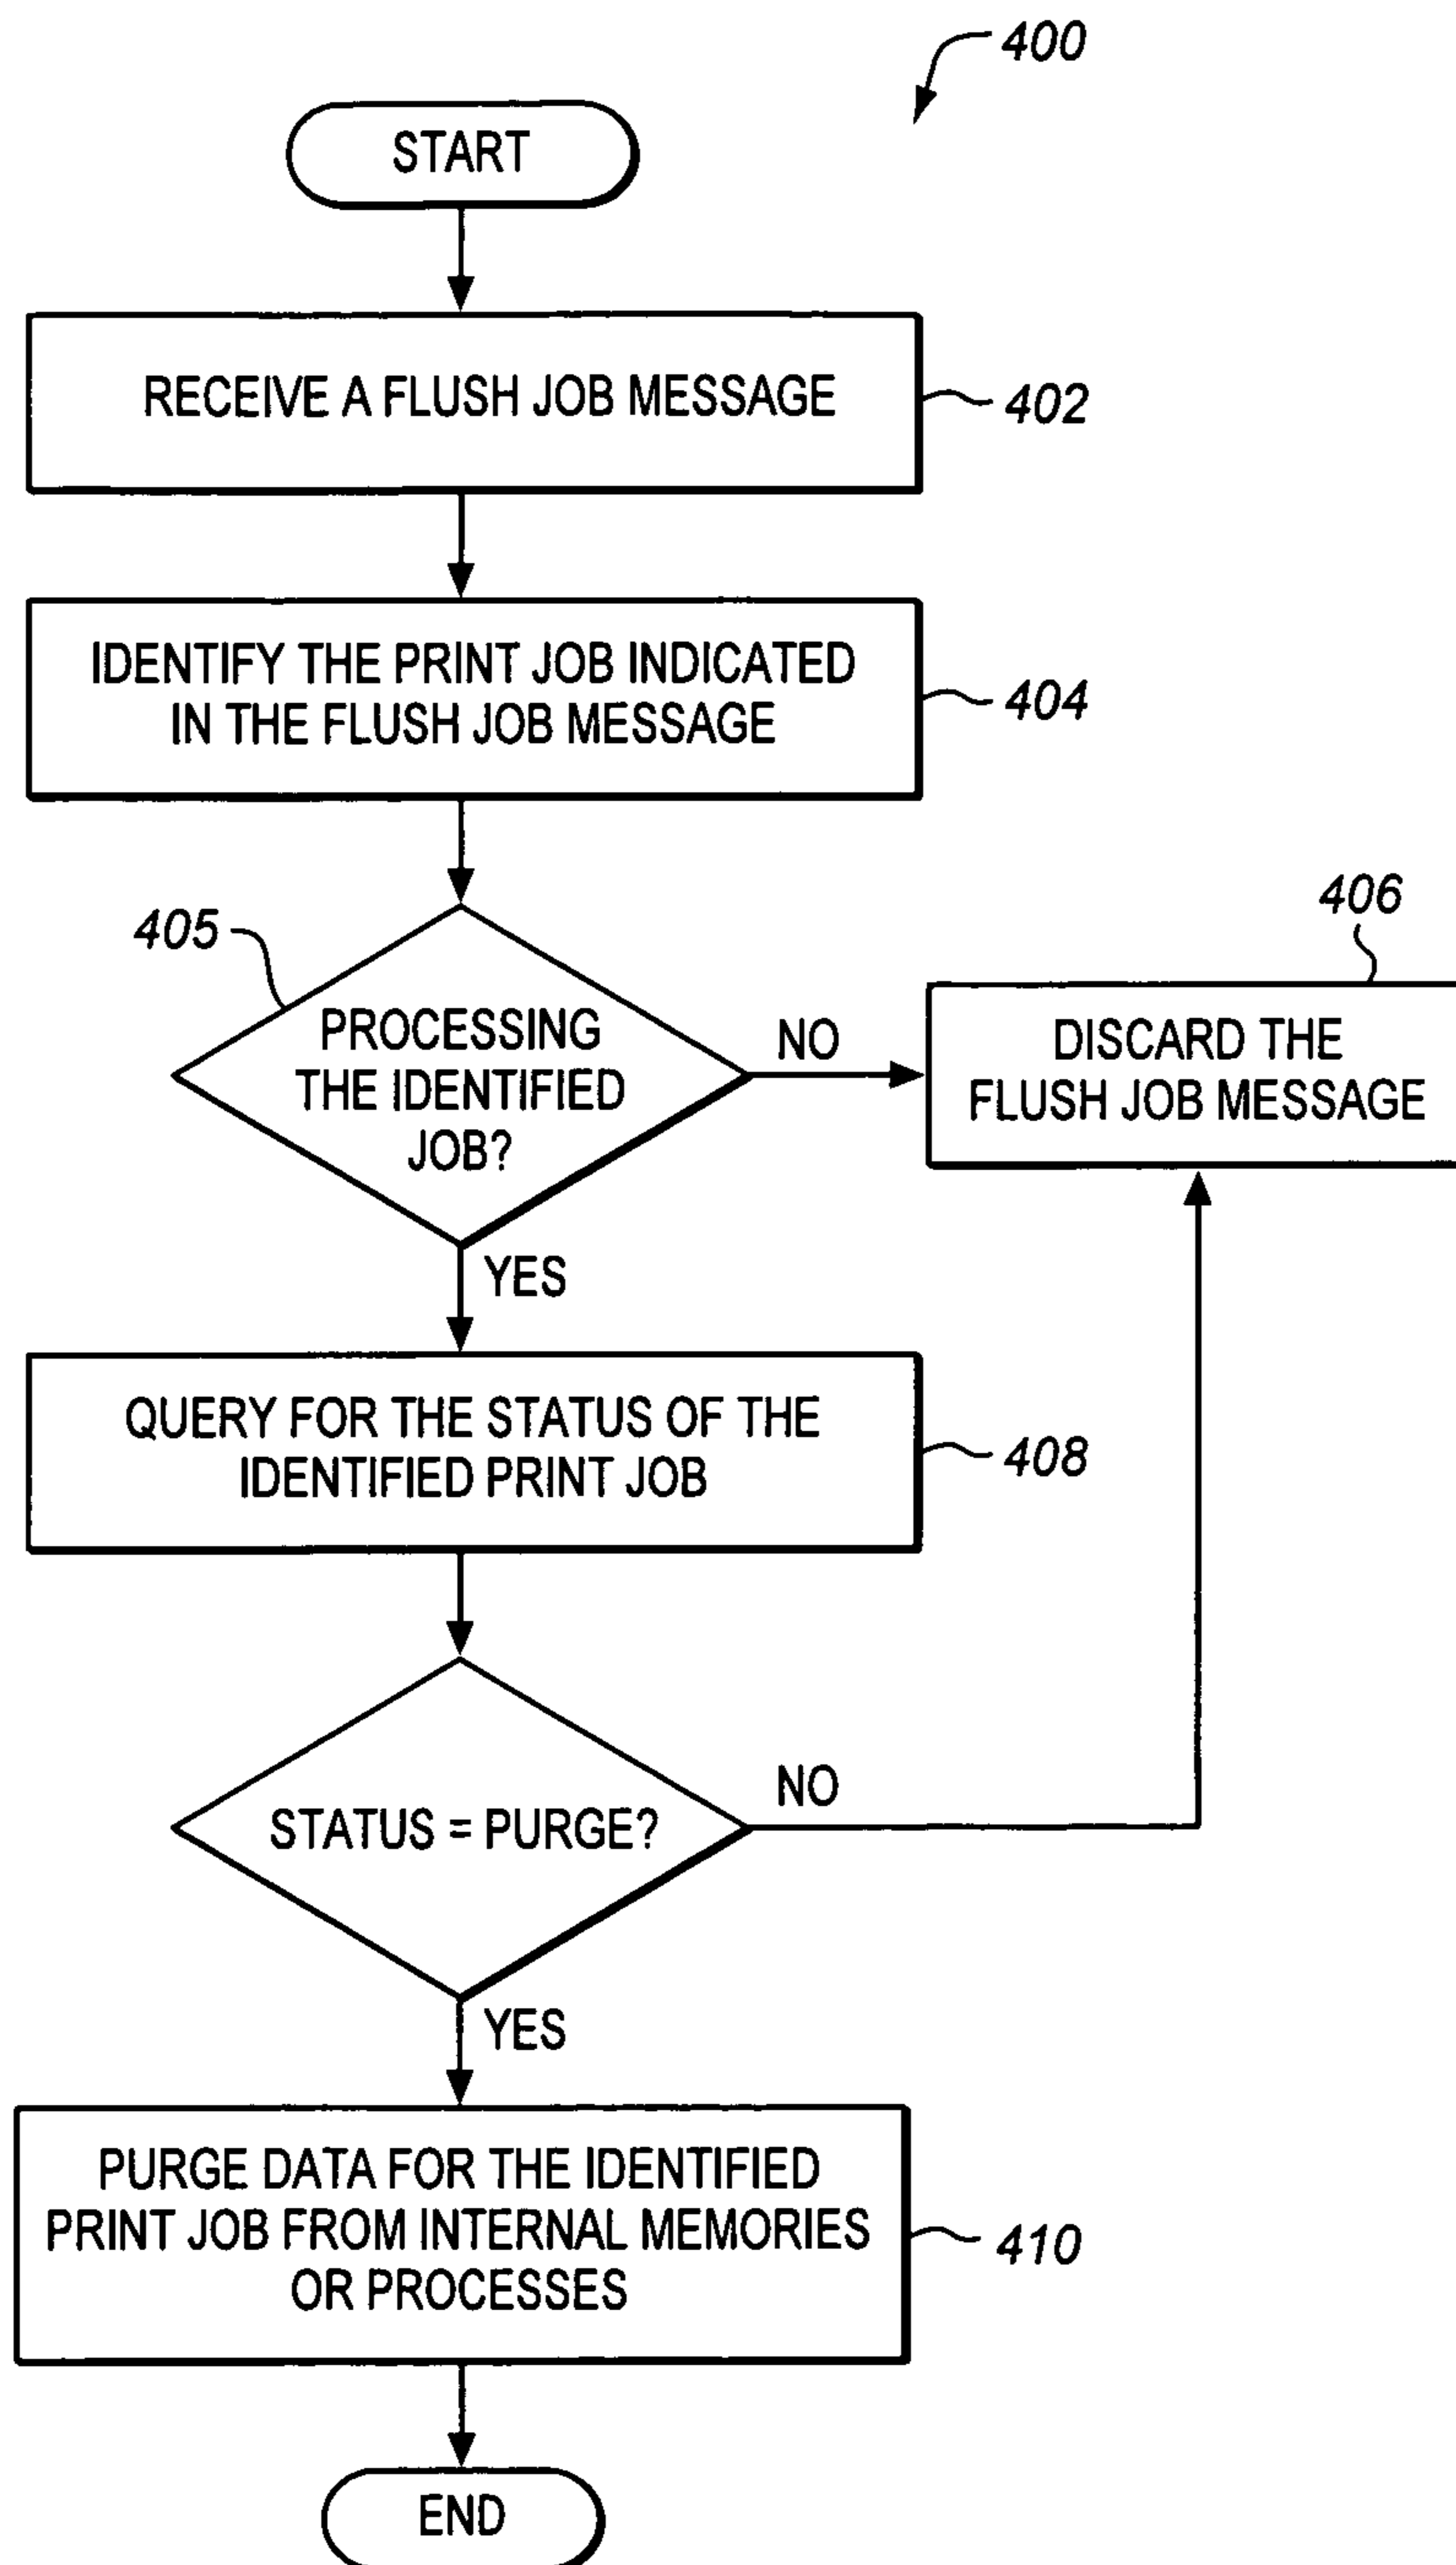 400
START
RECEIVE A FLUSH JOB MESSAGE
402
IDENTIFY THE PRINT JOB INDICATED
IN THE FLUSH JOB MESSAGE
404
405
PROCESSING
THE IDENTIFIED
JOB?
NO
406
DISCARD THE
FLUSH JOB MESSAGE
YES
QUERY FOR THE STATUS OF THE
IDENTIFIED PRINT JOB
408
STATUS = PURGE?
NO
YES
PURGE DATA FOR THE IDENTIFIED
PRINT JOB FROM INTERNAL MEMORIES
OR PROCESSES
410
END